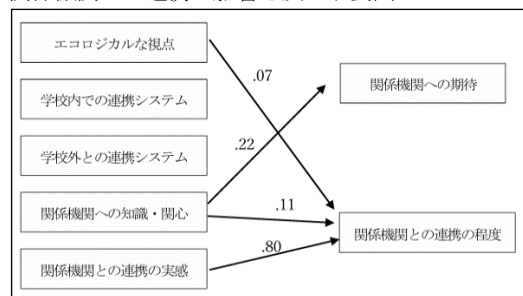 エコロジカルな視点
学校内での連携システム
学校外との連携システム
関係機関への知識・関心
関係機関との連携の実感
.07
.22
.11
.80
関係機関への期待
関係機関との連携の程度